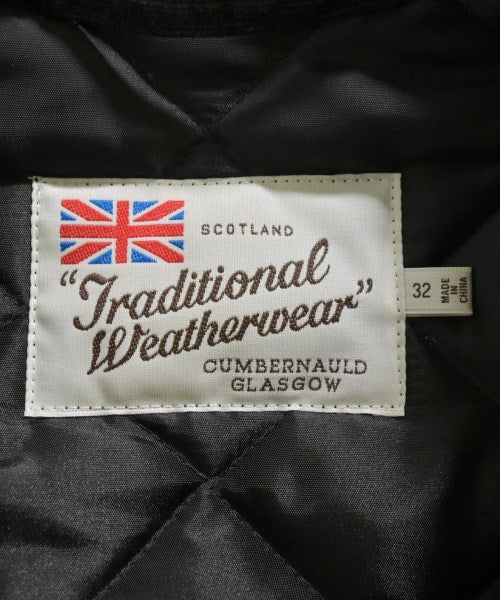 SCOTLAND
"Traditional
Weatherwear"
CUMBERNAULD
GLASGOW
32
MADE
IN
CHINA